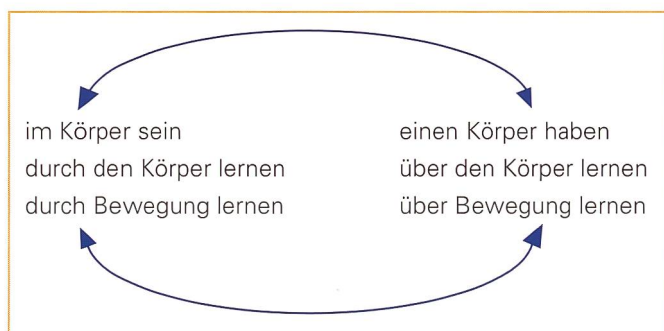 im Körper sein
durch den Körper lernen
durch Bewegung lernen
einen Körper haben
über den Körper lernen
über Bewegung lernen